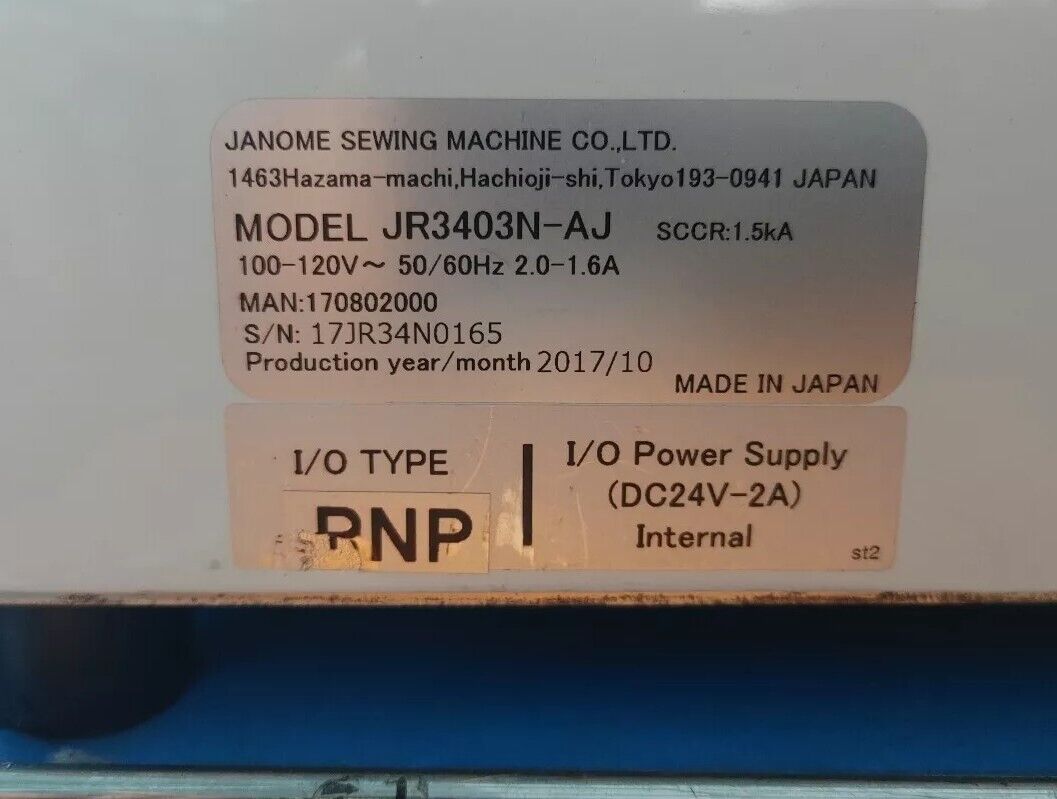 JANOME SEWING MACHINE CO.,LTD.
1463Hazama-machi,Hachioji-shi,Tokyo193-0941 JAPAN
MODEL JR3403N-AJ SCCR:1.5kA
100-120V~ 50/60Hz 2.0-1.6A
MAN:170802000
S/N: 17JR34N0165
Production year/month 2017/10
MADE IN JAPAN
I/O TYPE
PNP
I/O Power Supply
(DC24V-2A)
Internal
st2